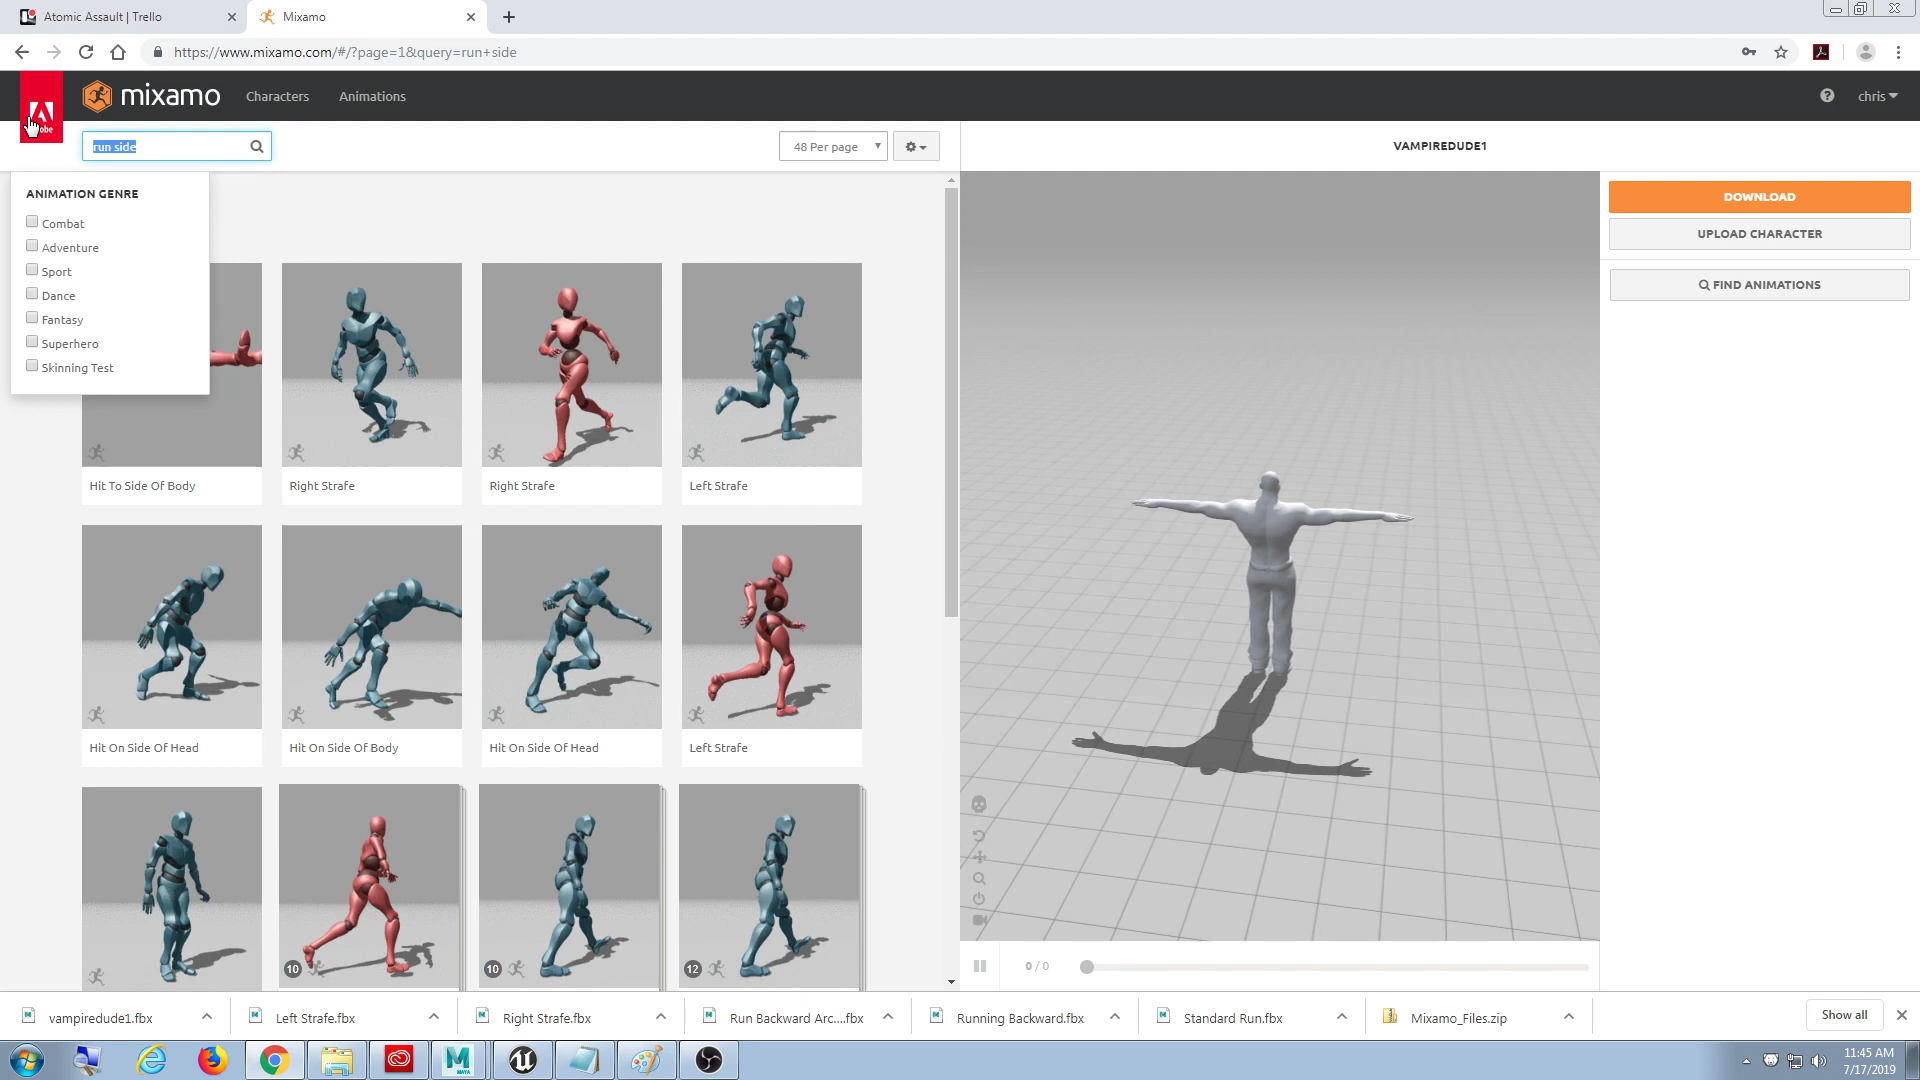 Atomic Assault | Trello
Mixamo
https://www.mixamo.com/#/?page=1&query=run+side
Adobe
mixamo
Characters
Animations
chris
run side
48 Per page
VAMPIREDUDE1
ANIMATION GENRE
Combat
Adventure
Sport
Dance
Fantasy
Superhero
Skinning Test
DOWNLOAD
UPLOAD CHARACTER
FIND ANIMATIONS
Hit To Side Of Body
Right Strafe
Right Strafe
Left Strafe
Hit On Side Of Head
Hit On Side Of Body
Hit On Side Of Head
Left Strafe
10
10
12
0 / 0
vampiredude1.fbx
Left Strafe.fbx
Right Strafe.fbx
Run Backward Arc....fbx
Running Backward.fbx
Standard Run.fbx
Mixamo_Files.zip
Show all
MAYA
11:45 AM
7/17/2019